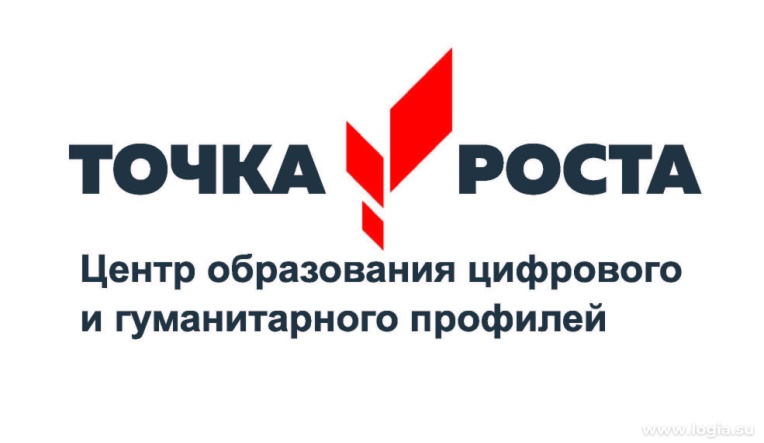 ТОЧКА РОСТА
Центр образования цифрового
и гуманитарного профилей
www.logia.su